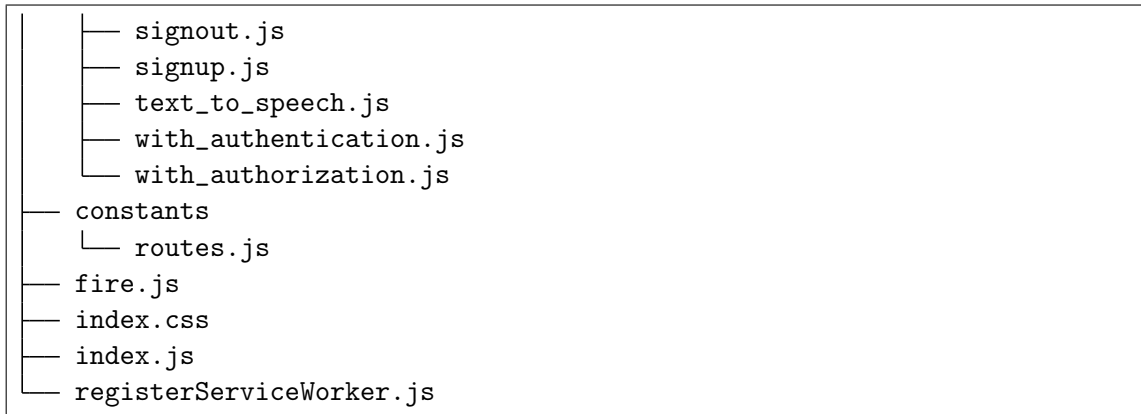 │   ├── signout.js
│   ├── signup.js
│   ├── text_to_speech.js
│   ├── with_authentication.js
│   └── with_authorization.js
├── constants
│   └── routes.js
├── fire.js
├── index.css
├── index.js
└── registerServiceWorker.js